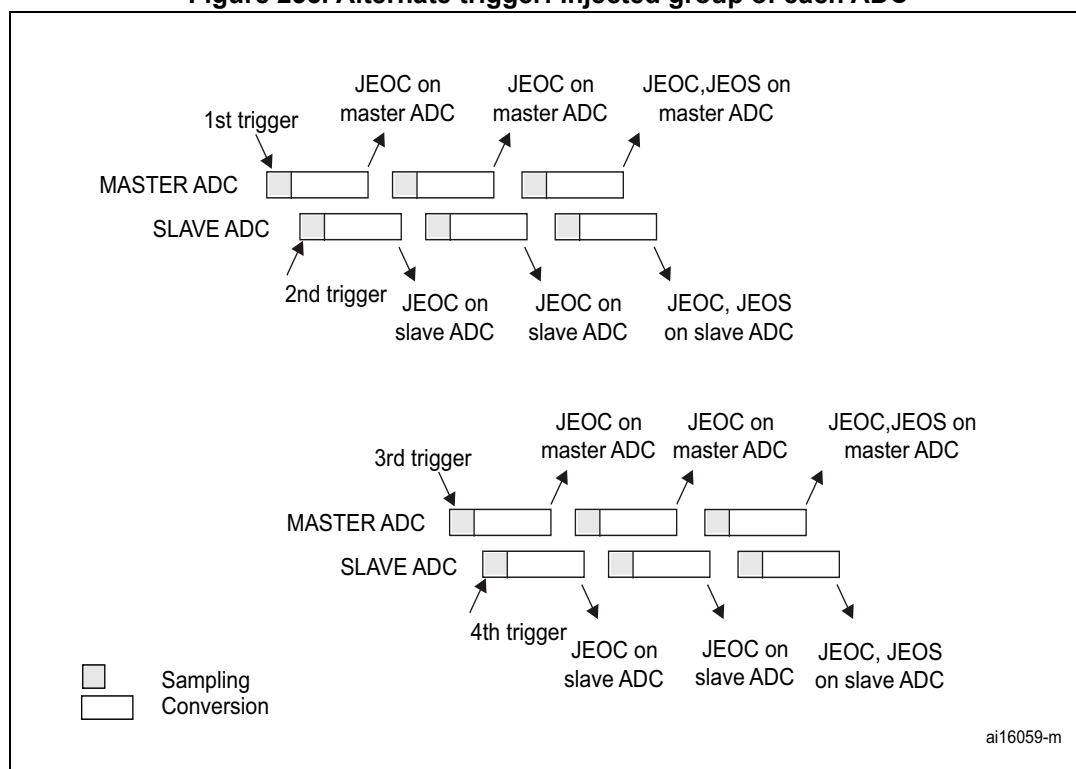 Figure Alternate trigger: injected group of each ADC
JEOC on
master ADC
JEOC on
master ADC
JEOC,JEOS on
master ADC
1st trigger
MASTER ADC
SLAVE ADC
2nd trigger
JEOC on
slave ADC
JEOC on
slave ADC
JEOC, JEOS
on slave ADC
JEOC on
master ADC
JEOC on
master ADC
JEOC,JEOS on
master ADC
3rd trigger
MASTER ADC
SLAVE ADC
4th trigger
JEOC on
slave ADC
JEOC on
slave ADC
JEOC, JEOS
on slave ADC
Sampling
Conversion
ai16059-m